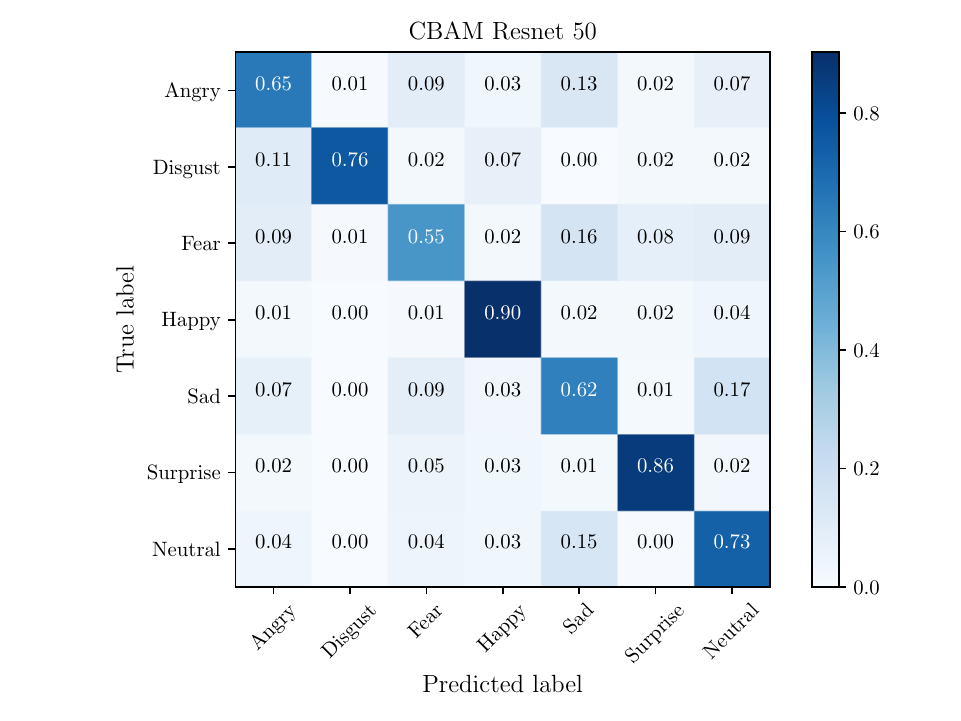 CBAM Resnet 50
Angry 0.65 0.01 0.09 0.03 0.13 0.02 0.07
Disgust 0.11 0.76 0.02 0.07 0.00 0.02 0.02
Fear 0.09 0.01 0.55 0.02 0.16 0.08 0.09
Happy 0.01 0.00 0.01 0.90 0.02 0.02 0.04
Sad 0.07 0.00 0.09 0.03 0.62 0.01 0.17
Surprise 0.02 0.00 0.05 0.03 0.01 0.86 0.02
Neutral 0.04 0.00 0.04 0.03 0.15 0.00 0.73
Angry Disgust Fear Happy Sad Surprise Neutral
Predicted label
True label
0.8
0.6
0.4
0.2
0.0